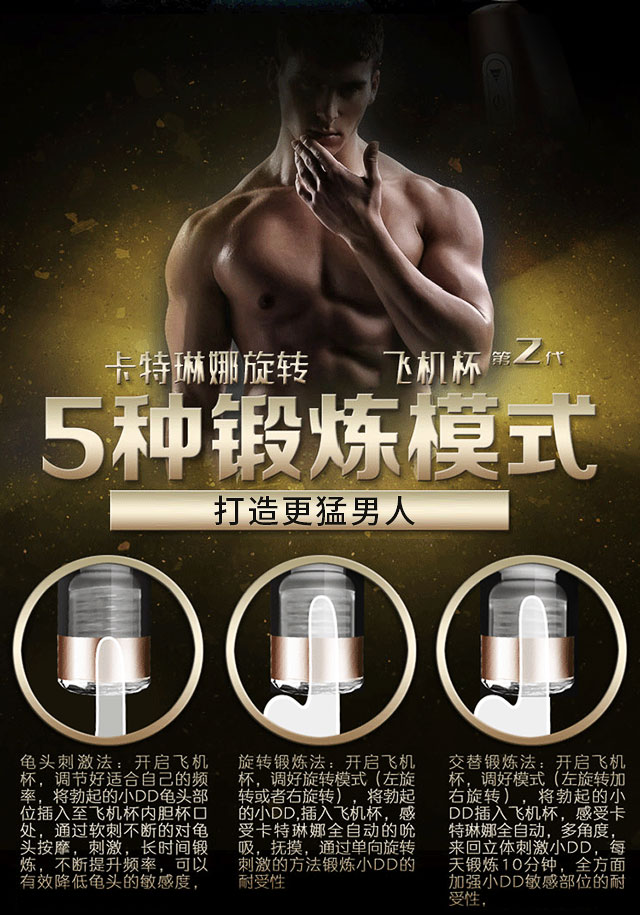 卡特琳娜旋转 飞机杯 第2代
5种锻炼模式
打造更猛男人
龟头刺激法：开启飞机
杯，调节好适合自己的频
率，将勃起的小DD龟头部
位插入至飞机杯内胆杯口
处，通过软刺不断的对龟
头按摩，刺激，长时间锻
炼，不断提升频率，可以
有效降低龟头的敏感度，
旋转锻炼法：开启飞机
杯，调好旋转模式（左旋
转或者右旋转），将勃起
的小DD,插入飞机杯，感
受卡特琳娜全自动的吮
吸，抚摸，通过单向旋转
刺激的方法锻炼小DD的
耐受性
交替锻炼法：开启飞机
杯，调好模式（左旋转加
右旋转），将勃起的小
DD插入飞机杯，感受卡
特琳娜全自动，多角度，
来回立体刺激小DD，每
天锻炼10分钟，全方面
加强小DD敏感部位的耐
受性，